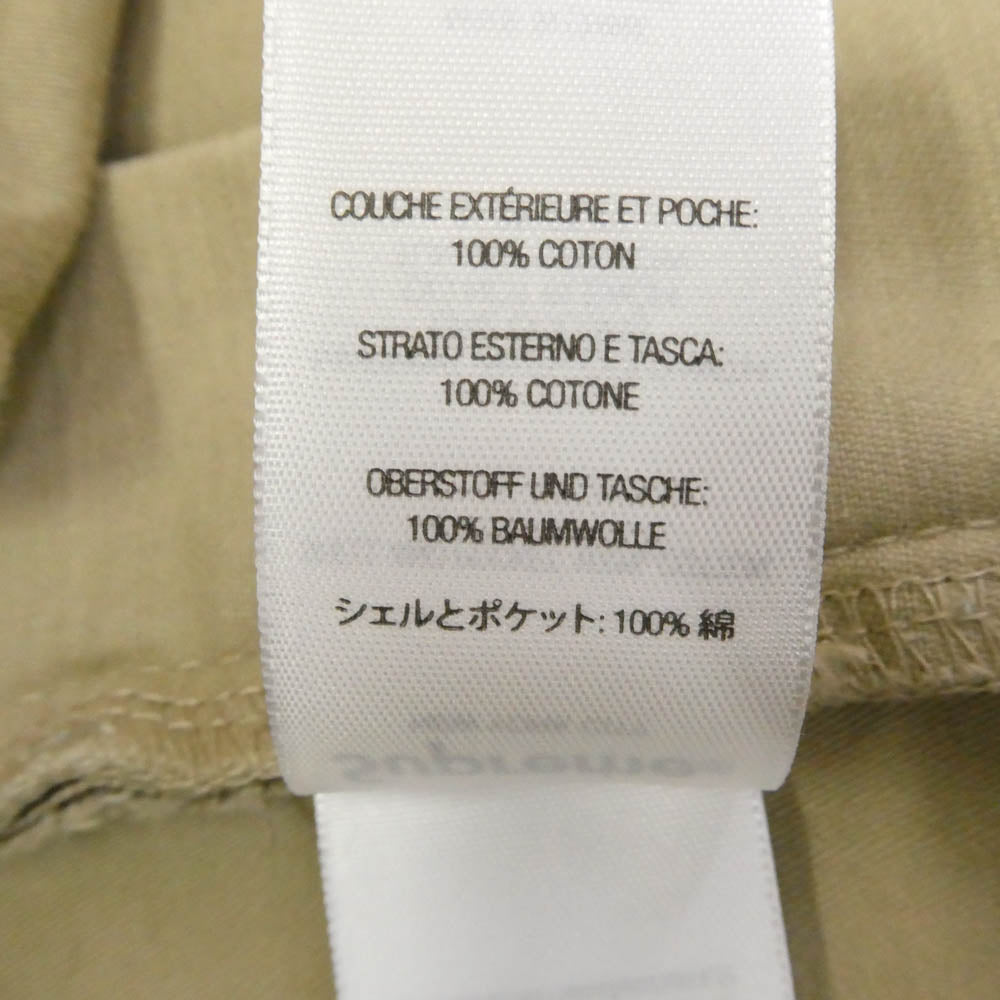 COUCHE EXTÉRIEURE ET POCHE:
100% COTON
STRATO ESTERNO E TASCA:
100% COTONE
OBERSTOFF UND TASCHE:
100% BAUMWOLLE
シェルとポケット: 100% 綿
Supreme